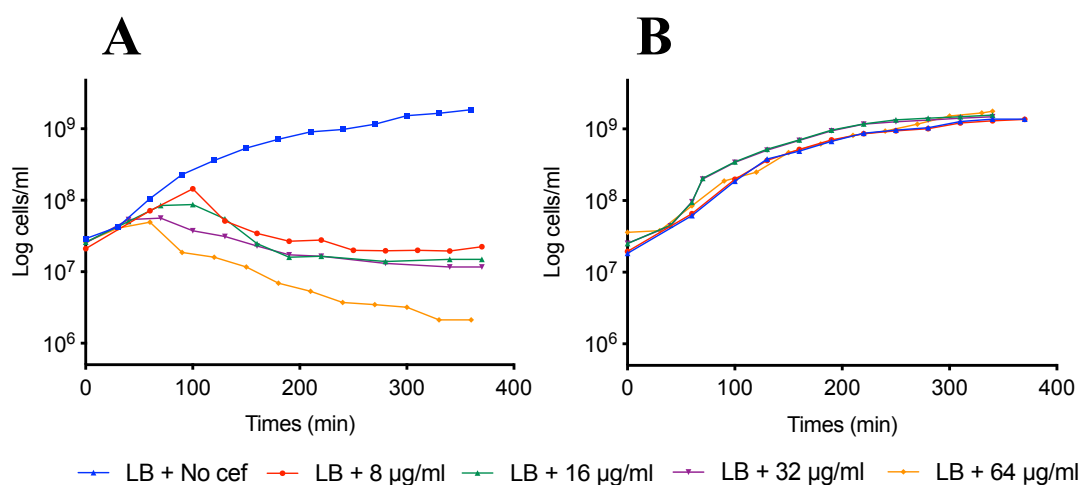 A
B
Log cells/ml
10⁹
10⁸
10⁷
10⁶
0
100
200
300
400
Times (min)
Log cells/ml
10⁹
10⁸
10⁷
10⁶
0
100
200
300
400
Times (min)
LB + No cef
LB + 8 µg/ml
LB + 16 µg/ml
LB + 32 µg/ml
LB + 64 µg/ml